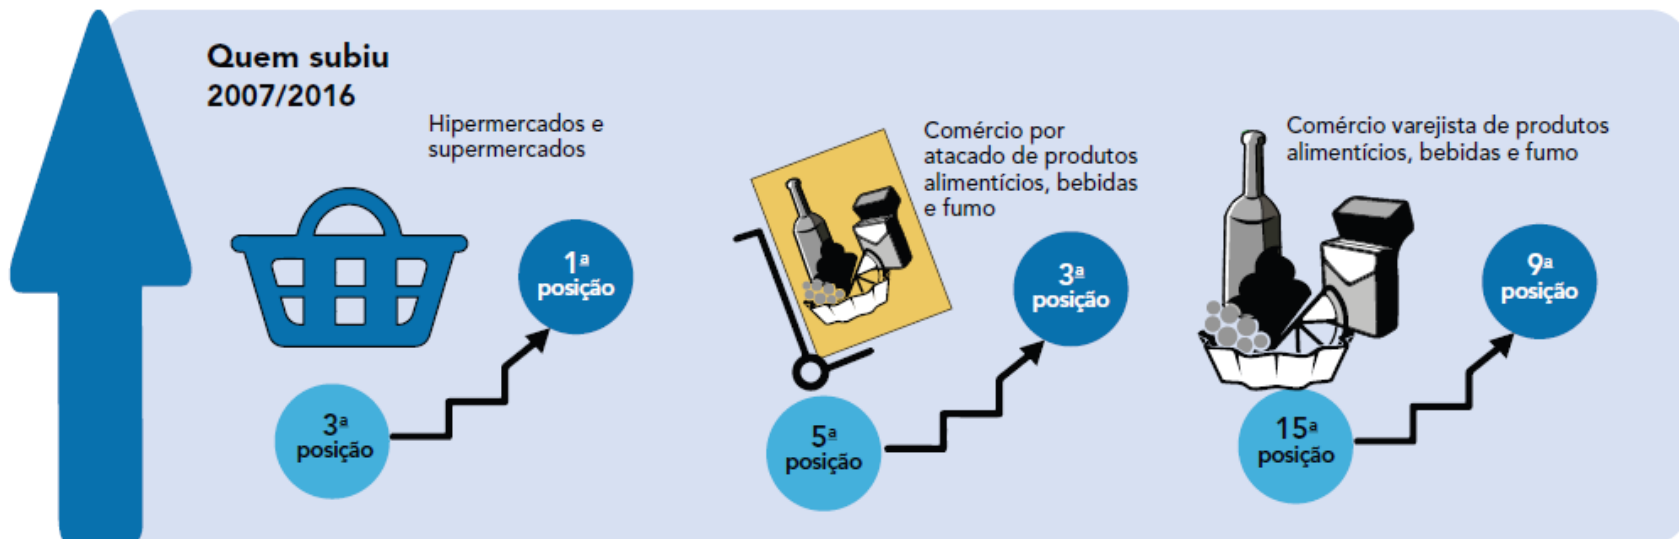 Quem subiu
2007/2016
Hipermercados e
supermercados
1ª
posição
3ª
posição
Comércio por
atacado de produtos
alimentícios, bebidas
e fumo
3ª
posição
5ª
posição
Comércio varejista de produtos
alimentícios, bebidas e fumo
9ª
posição
15ª
posição